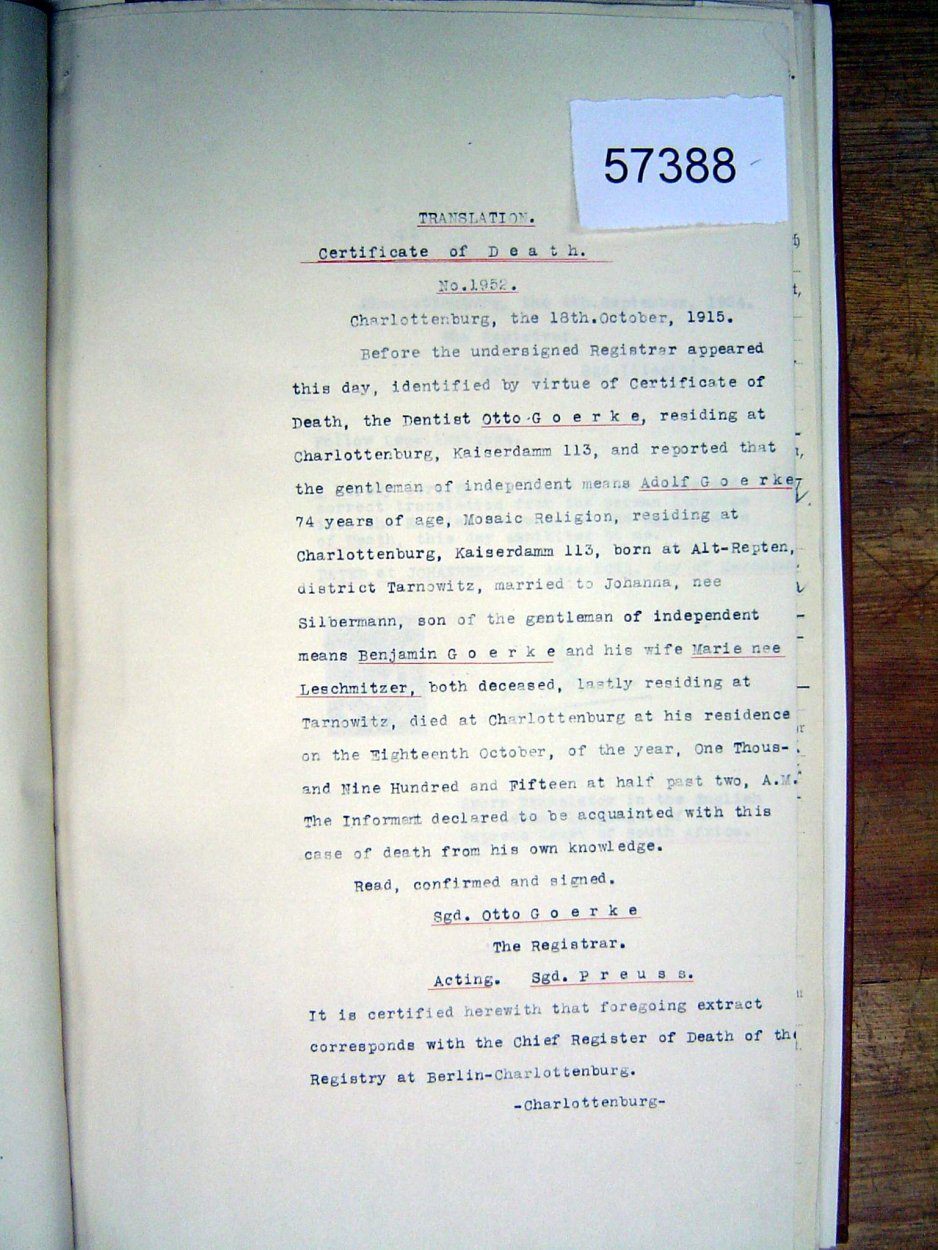 57388
TRANSLATION.
Certificate of D e a t h.
No.1952.
Charlottenburg, the 18th.October, 1915.
Before the undersigned Registrar appeared
this day, identified by virtue of Certificate of
Death, the Dentist Otto G o e r k e, residing at
Charlottenburg, Kaiserdamm 113, and reported that
the gentleman of independent means Adolf G o e r k e,
74 years of age, Mosaic Religion, residing at
Charlottenburg, Kaiserdamm 113, born at Alt-Repten,
district Tarnowitz, married to Johanna, nee
Silbermann, son of the gentleman of independent
means Benjamin G o e r k e and his wife Marie nee
Leschmitzer, both deceased, lastly residing at
Tarnowitz, died at Charlottenburg at his residence
on the Eighteenth October, of the year, One Thous-
and Nine Hundred and Fifteen at half past two, A.M.
The Informant declared to be acquainted with this
case of death from his own knowledge.
Read, confirmed and signed.
Sgd. Otto G o e r k e
The Registrar.
Acting. Sgd. P r e u s s.
It is certified herewith that foregoing extract
corresponds with the Chief Register of Death of the
Registry at Berlin-Charlottenburg.
-Charlottenburg-